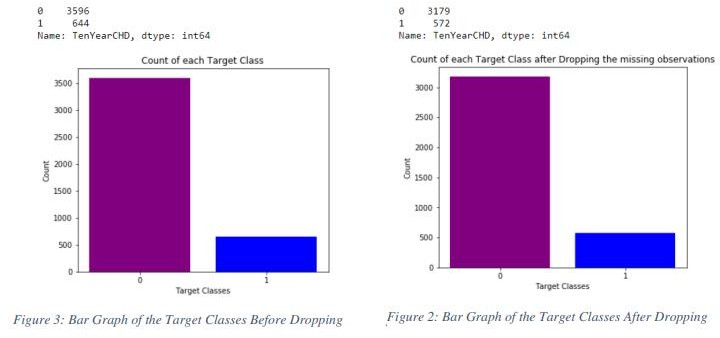 0    3596
1     644
Name: TenYearCHD, dtype: int64
Count of each Target Class
3500
3000
2500
2000
1500
1000
500
0
Count
0
1
Target Classes
Figure 3: Bar Graph of the Target Classes Before Dropping
0    3179
1     572
Name: TenYearCHD, dtype: int64
Count of each Target Class after Dropping the missing observations
3000
2500
2000
1500
1000
500
0
Count
0
1
Target Classes
Figure 2: Bar Graph of the Target Classes After Dropping